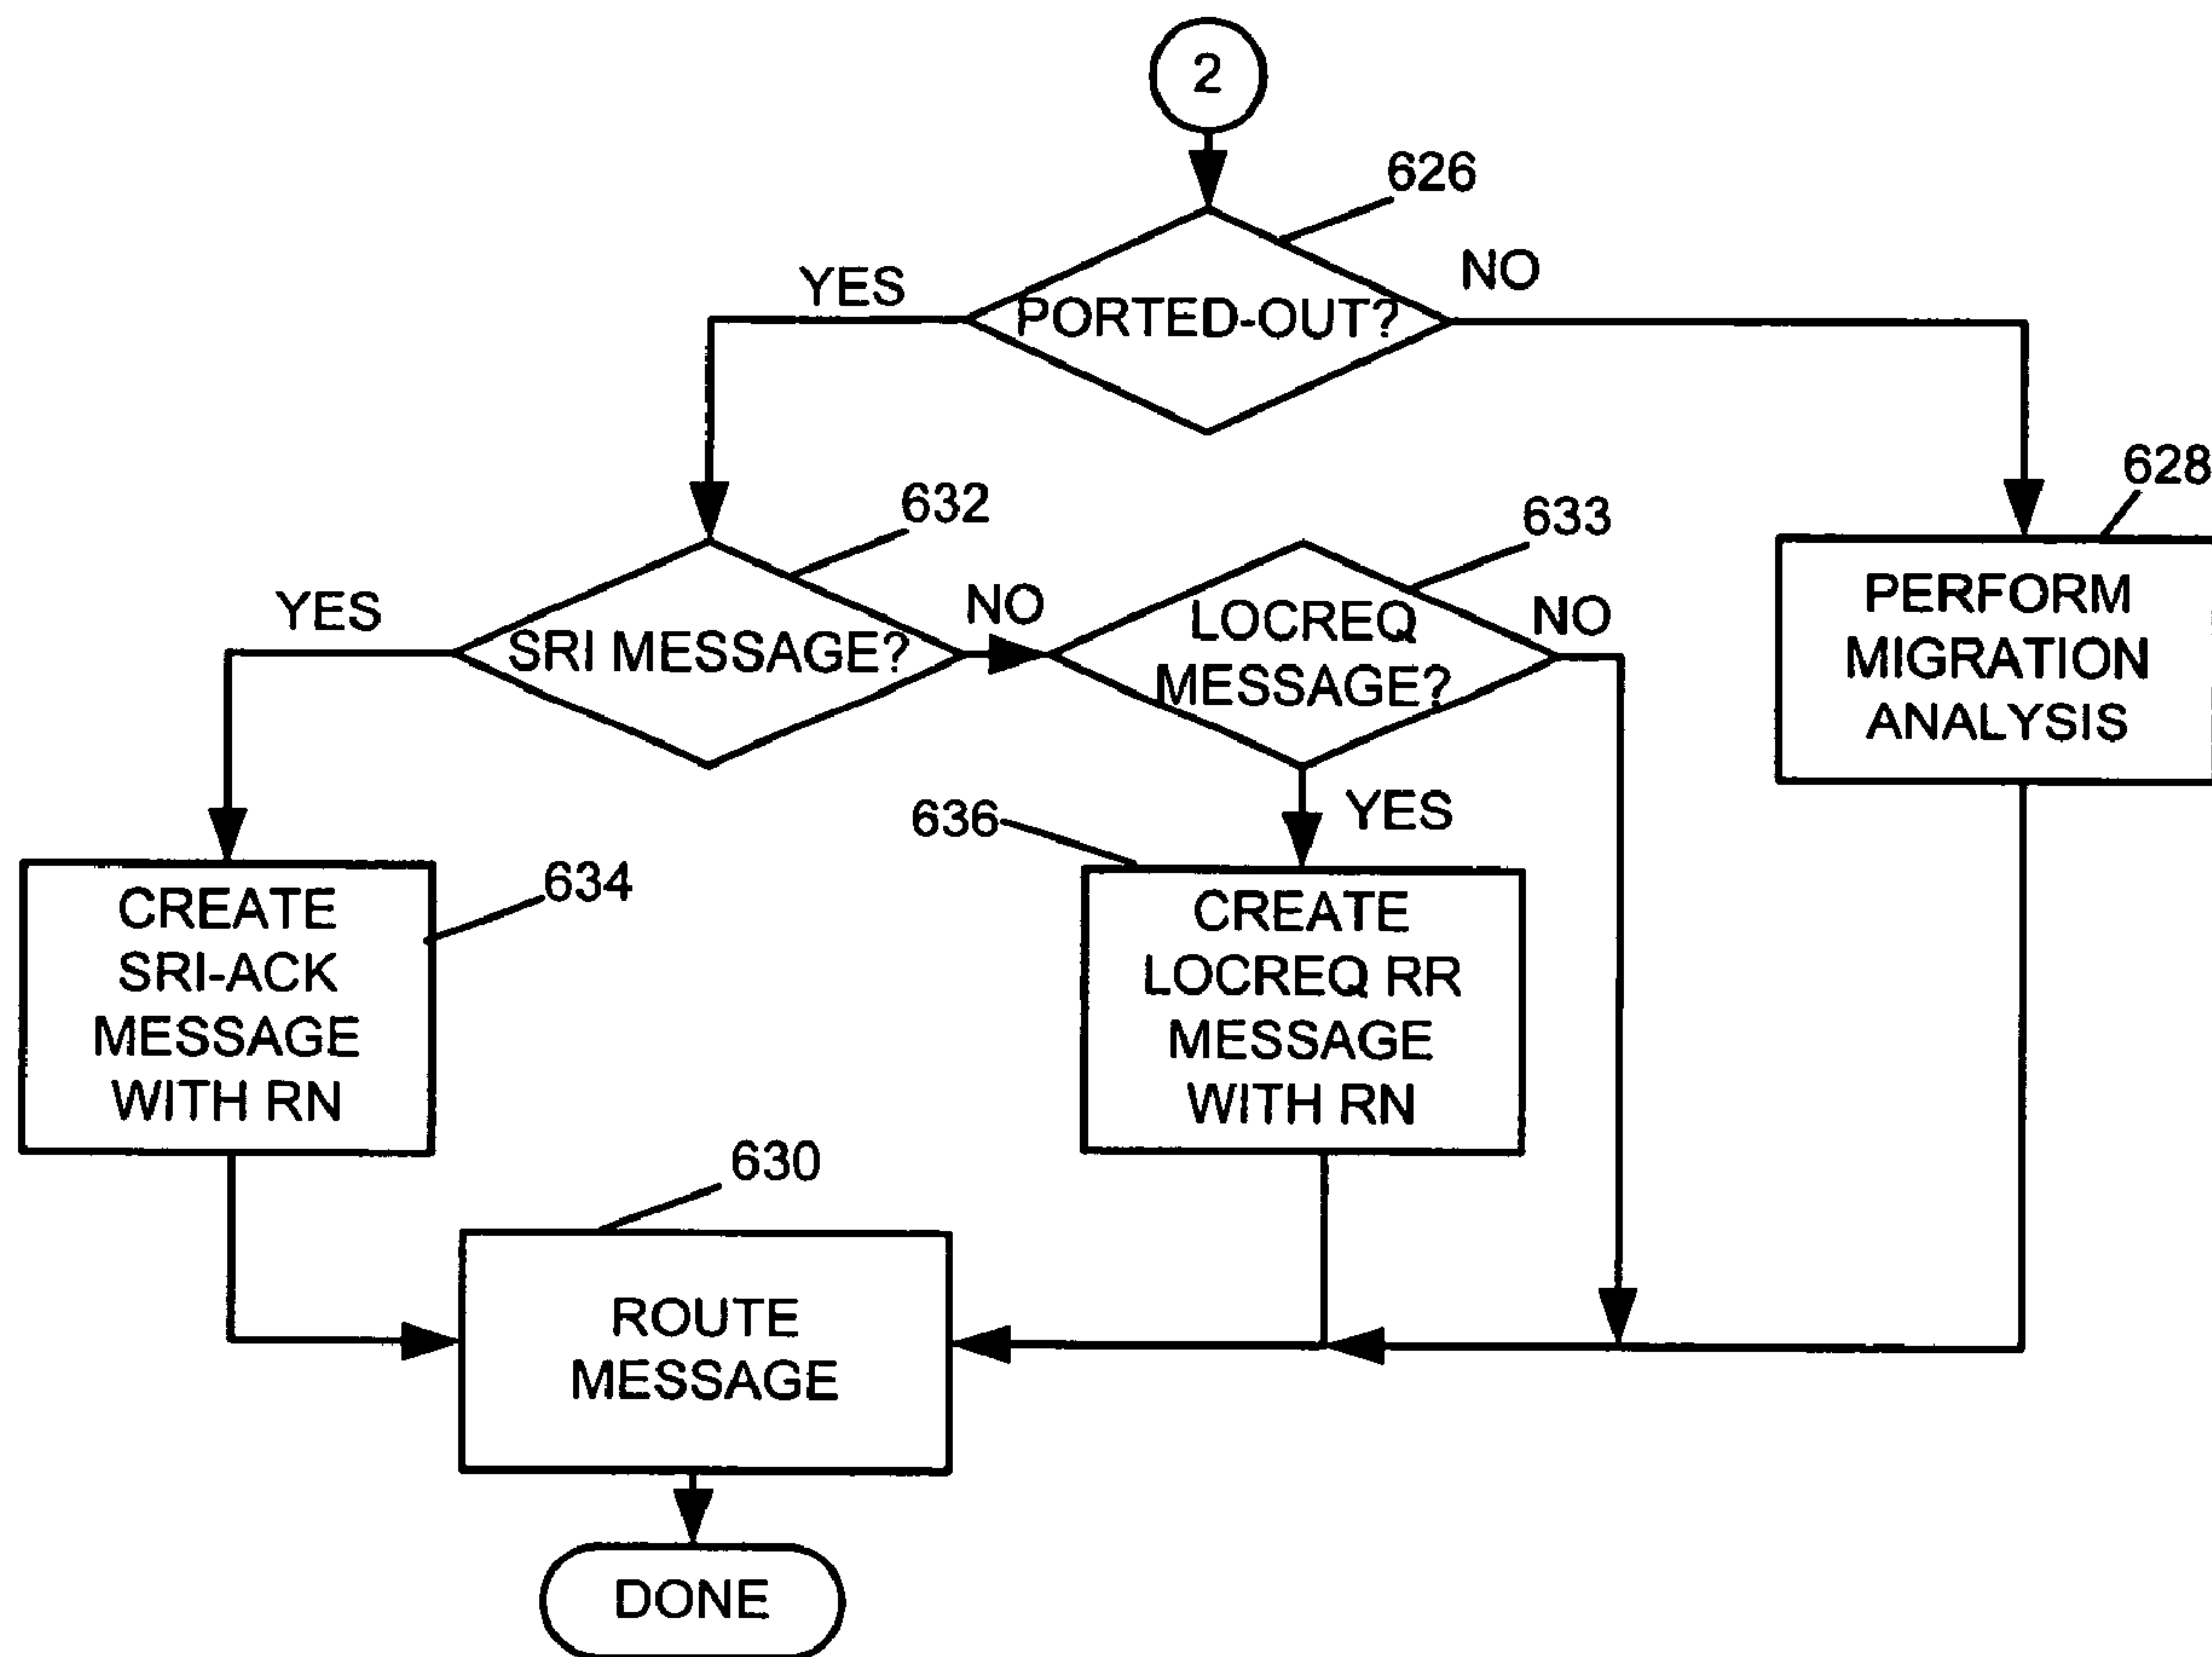 2
626
YES
NO
PORTED-OUT?
628
632
633
YES
SRI MESSAGE?
NO
LOCREQ
MESSAGE?
NO
PERFORM
MIGRATION
ANALYSIS
636
YES
634
CREATE
SRI-ACK
MESSAGE
WITH RN
CREATE
LOCREQ RR
MESSAGE
WITH RN
630
ROUTE
MESSAGE
DONE